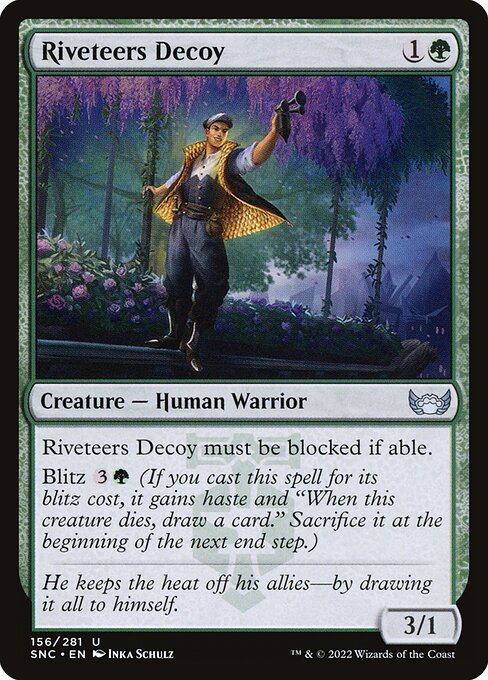 Riveteers Decoy 1
Creature — Human Warrior
Riveteers Decoy must be blocked if able.
Blitz 3 (If you cast this spell for its
blitz cost, it gains haste and “When this
creature dies, draw a card.” Sacrifice it at the
beginning of the next end step.)
He keeps the heat off his allies—by drawing
it all to himself.
3/1
156/281 U
SNC • EN Inka Schulz ™ & © 2022 Wizards of the Coast